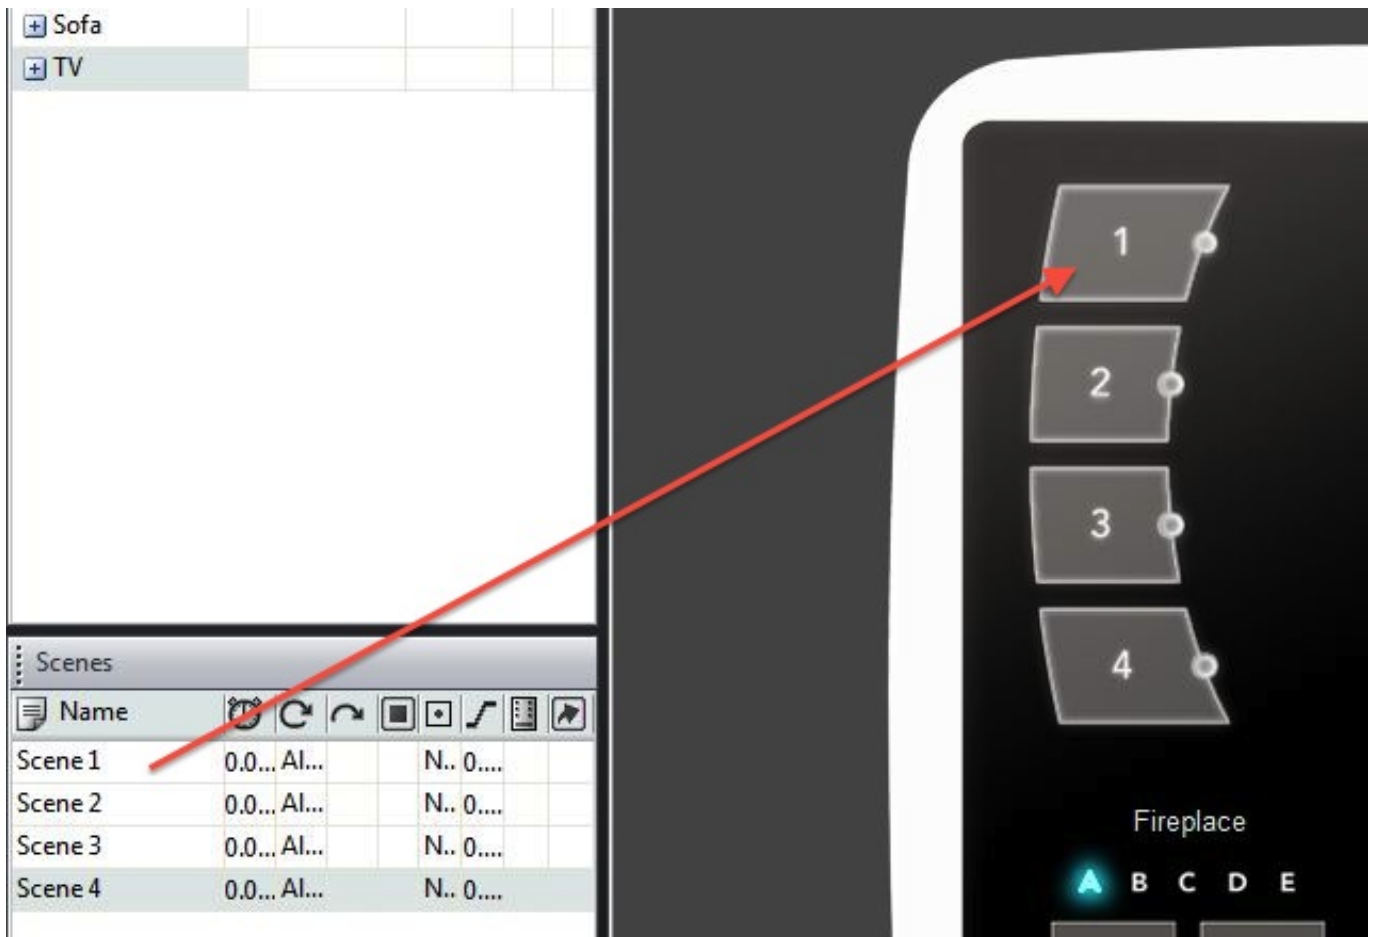 Sofa
TV
1
2
3
4
Fireplace
A B C D E
Scenes
Name
Scene 1 0.0... Al... N.. 0....
Scene 2 0.0... Al... N.. 0....
Scene 3 0.0... Al... N.. 0....
Scene 4 0.0... Al... N.. 0....